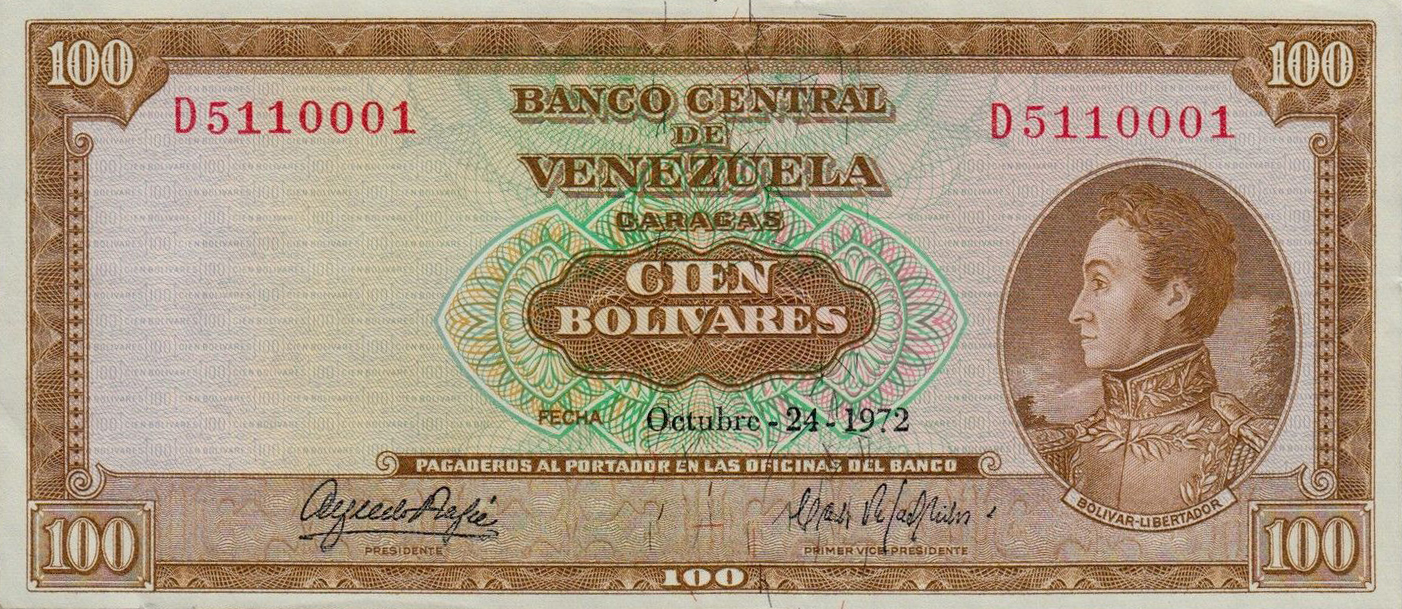 100 100
D5110001 D5110001
BANCO CENTRAL
DE
VENEZUELA
CARACAS
CIEN
BOLIVARES
FECHA Octubre - 24 - 1972
PAGADEROS AL PORTADOR EN LAS OFICINAS DEL BANCO
BOLIVAR-LIBERTADOR
PRESIDENTE PRIMER VICE-PRESIDENTE
100 100 100